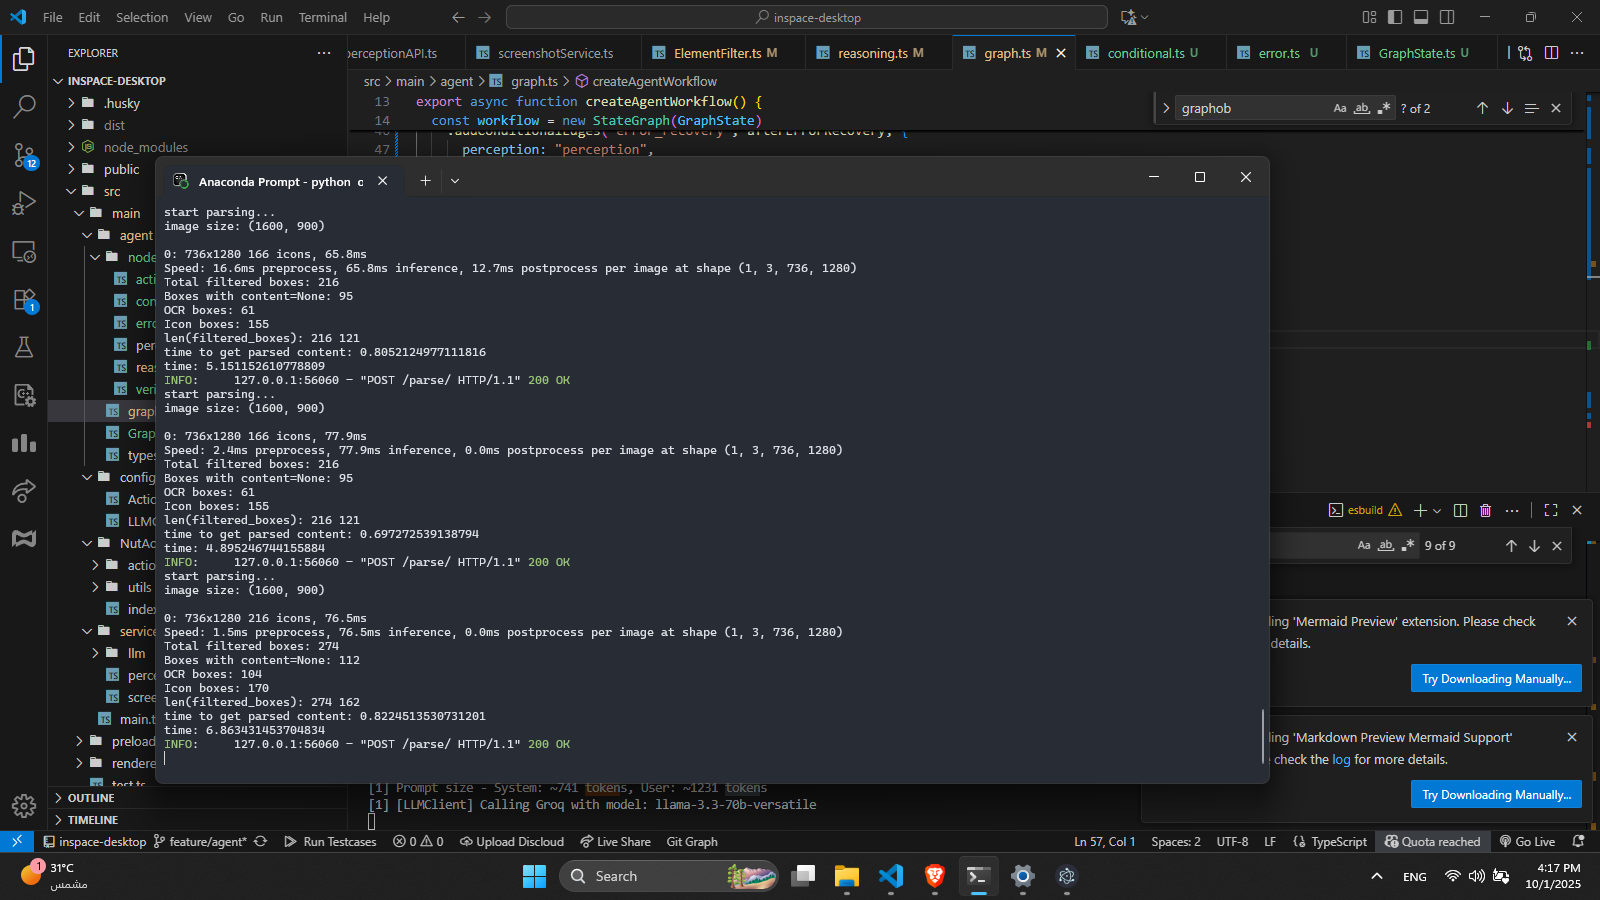 File Edit Selection View Go Run Terminal Help
inspace-desktop
EXPLORER
INSPACE-DESKTOP
.husky
dist
node_modules
public
src
main
agent
node
acti
con
erro
per
reas
veri
grap
Grap
types
config
Actio
LLMC
NutAc
actio
utils
index
service
llm
perce
scree
main.t
preload
rendere
test.ts
OUTLINE
TIMELINE
perceptionAPI.ts
screenshotService.ts
ElementFilter.ts M
reasoning.ts M
graph.ts M
conditional.ts U
error.ts U
GraphState.ts U
src > main > agent > graph.ts > createAgentWorkflow
13 export async function createAgentWorkflow() {
14 const workflow = new StateGraph(GraphState)
46 .addConditionalEdges("error_recovery", afterErrorRecovery, {
47 perception: "perception",
graphob
Aa ab .* ? of 2
Anaconda Prompt - python o
start parsing...
image size: (1600, 900)
0: 736x1280 166 icons, 65.8ms
Speed: 16.6ms preprocess, 65.8ms inference, 12.7ms postprocess per image at shape (1, 3, 736, 1280)
Total filtered boxes: 216
Boxes with content=None: 95
OCR boxes: 61
Icon boxes: 155
len(filtered_boxes): 216 121
time to get parsed content: 0.8052124977111816
time: 5.151152610778809
INFO: 127.0.0.1:56060 - "POST /parse/ HTTP/1.1" 200 OK
start parsing...
image size: (1600, 900)
0: 736x1280 166 icons, 77.9ms
Speed: 2.4ms preprocess, 77.9ms inference, 0.0ms postprocess per image at shape (1, 3, 736, 1280)
Total filtered boxes: 216
Boxes with content=None: 95
OCR boxes: 61
Icon boxes: 155
len(filtered_boxes): 216 121
time to get parsed content: 0.697272539138794
time: 4.895246744155884
INFO: 127.0.0.1:56060 - "POST /parse/ HTTP/1.1" 200 OK
start parsing...
image size: (1600, 900)
0: 736x1280 216 icons, 76.5ms
Speed: 1.5ms preprocess, 76.5ms inference, 0.0ms postprocess per image at shape (1, 3, 736, 1280)
Total filtered boxes: 274
Boxes with content=None: 112
OCR boxes: 104
Icon boxes: 170
len(filtered_boxes): 274 162
time to get parsed content: 0.8224513530731201
time: 6.863431453704834
INFO: 127.0.0.1:56060 - "POST /parse/ HTTP/1.1" 200 OK
esbuild
Aa ab .* 9 of 9
ling 'Mermaid Preview' extension. Please check
details.
Try Downloading Manually...
ling 'Markdown Preview Mermaid Support'
check the log for more details.
Try Downloading Manually...
[1] Prompt size - System: ~741 tokens, User: ~1231 tokens
[1] [LLMClient] Calling Groq with model: llama-3.3-70b-versatile
12
1
inspace-desktop feature/agent* Run Testcases 0 0 Upload Discloud Live Share Git Graph
Ln 57, Col 1 Spaces: 2 UTF-8 LF TypeScript Quota reached Go Live
1
31°C
مشمس
Search
ENG
4:17 PM
10/1/2025